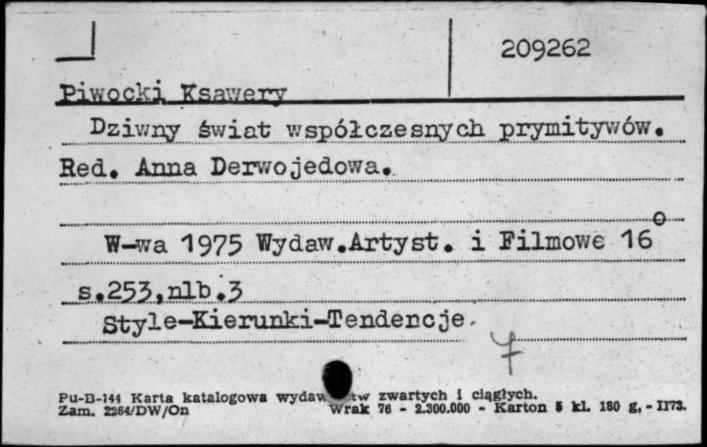 209262
Piwocki Ksawery
Dziwny świat współczesnych prymitywów.
Red. Anna Derwojedowa.
W-wa 1975 Wydaw.Artyst. i Filmowe 16°
s.253,nlb.3
Style-Kierunki-Tendencje.
7
Pu-B-144 Karta katalogowa wydaw tw zwartych i ciągłych.
Zam. 2264/DW/On Wrak 76 - 2.300.000 - Karton 5 kl. 180 g, - II73.